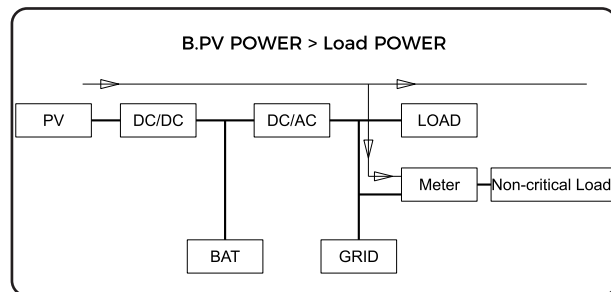 B.PV POWER > Load POWER
PV
DC/DC
DC/AC
LOAD
Meter
Non-critical Load
BAT
GRID